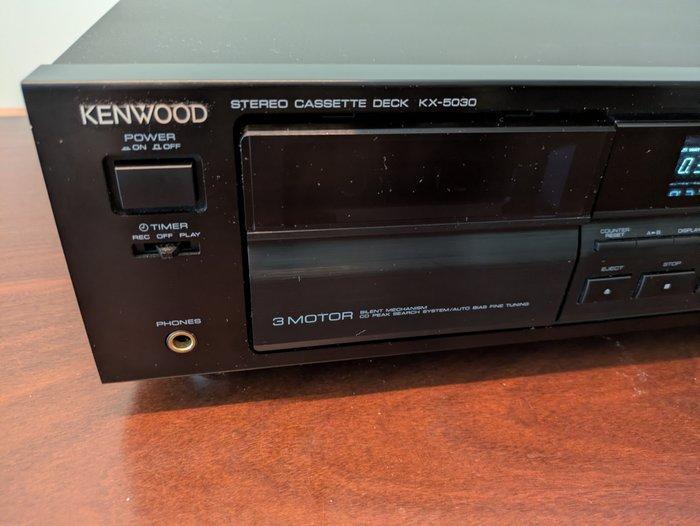 KENWOOD
STEREO CASSETTE DECK KX-5030
POWER
ON OFF
TIMER
REC OFF PLAY
PHONES
3 MOTOR
SILENT MECHANISM
CD PEAK SEARCH SYSTEM/AUTO BIAS FINE TUNING
COUNTER
RESET
A↔B
DISPLAY
EJECT
STOP